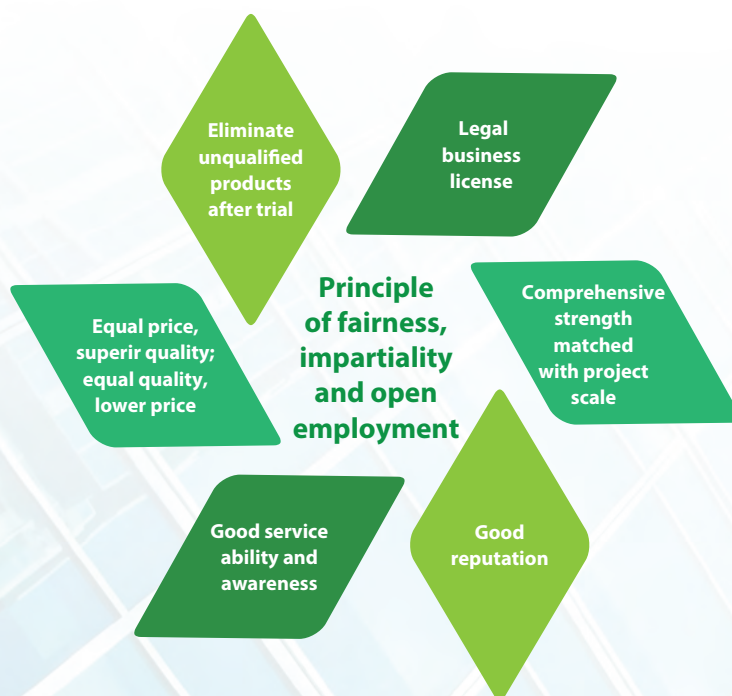 Eliminate
unqualified
products
after trial
Legal
business
license
Equal price,
superir quality;
equal quality,
lower price
Principle
of fairness,
impartiality
and open
employment
Comprehensive
strength
matched
with project
scale
Good service
ability and
awareness
Good
reputation